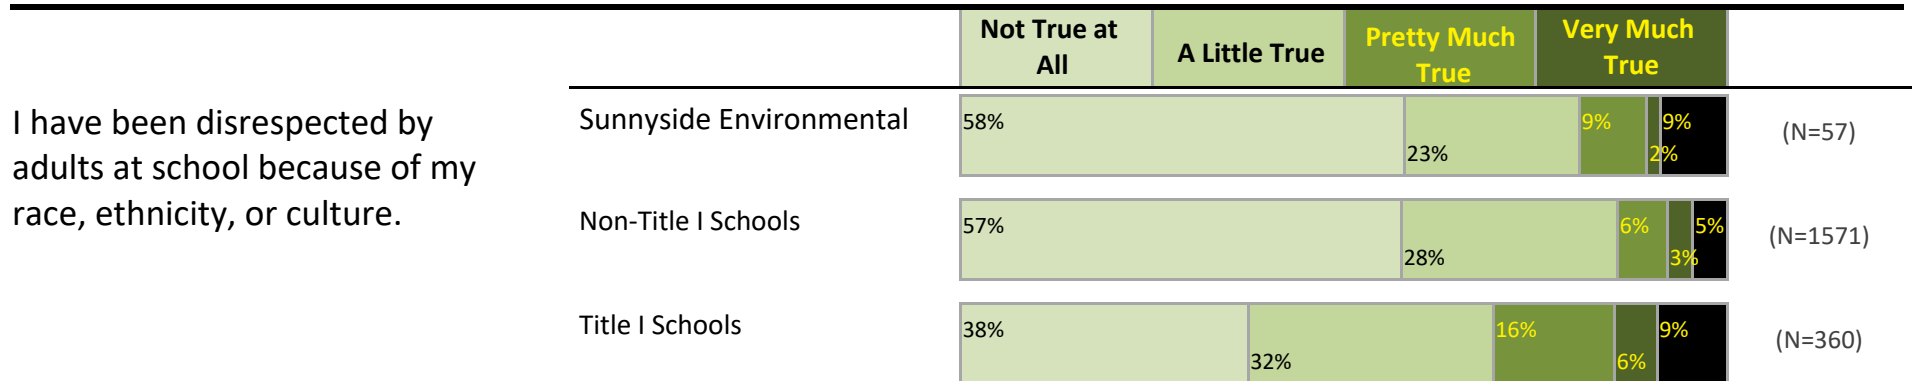 Not True at
All
A Little True
Pretty Much
True
Very Much
True
I have been disrespected by
adults at school because of my
race, ethnicity, or culture.
Sunnyside Environmental
58%
23%
9%
2%
9%
(N=57)
Non-Title I Schools
57%
28%
6%
3%
5%
(N=1571)
Title I Schools
38%
32%
16%
6%
9%
(N=360)